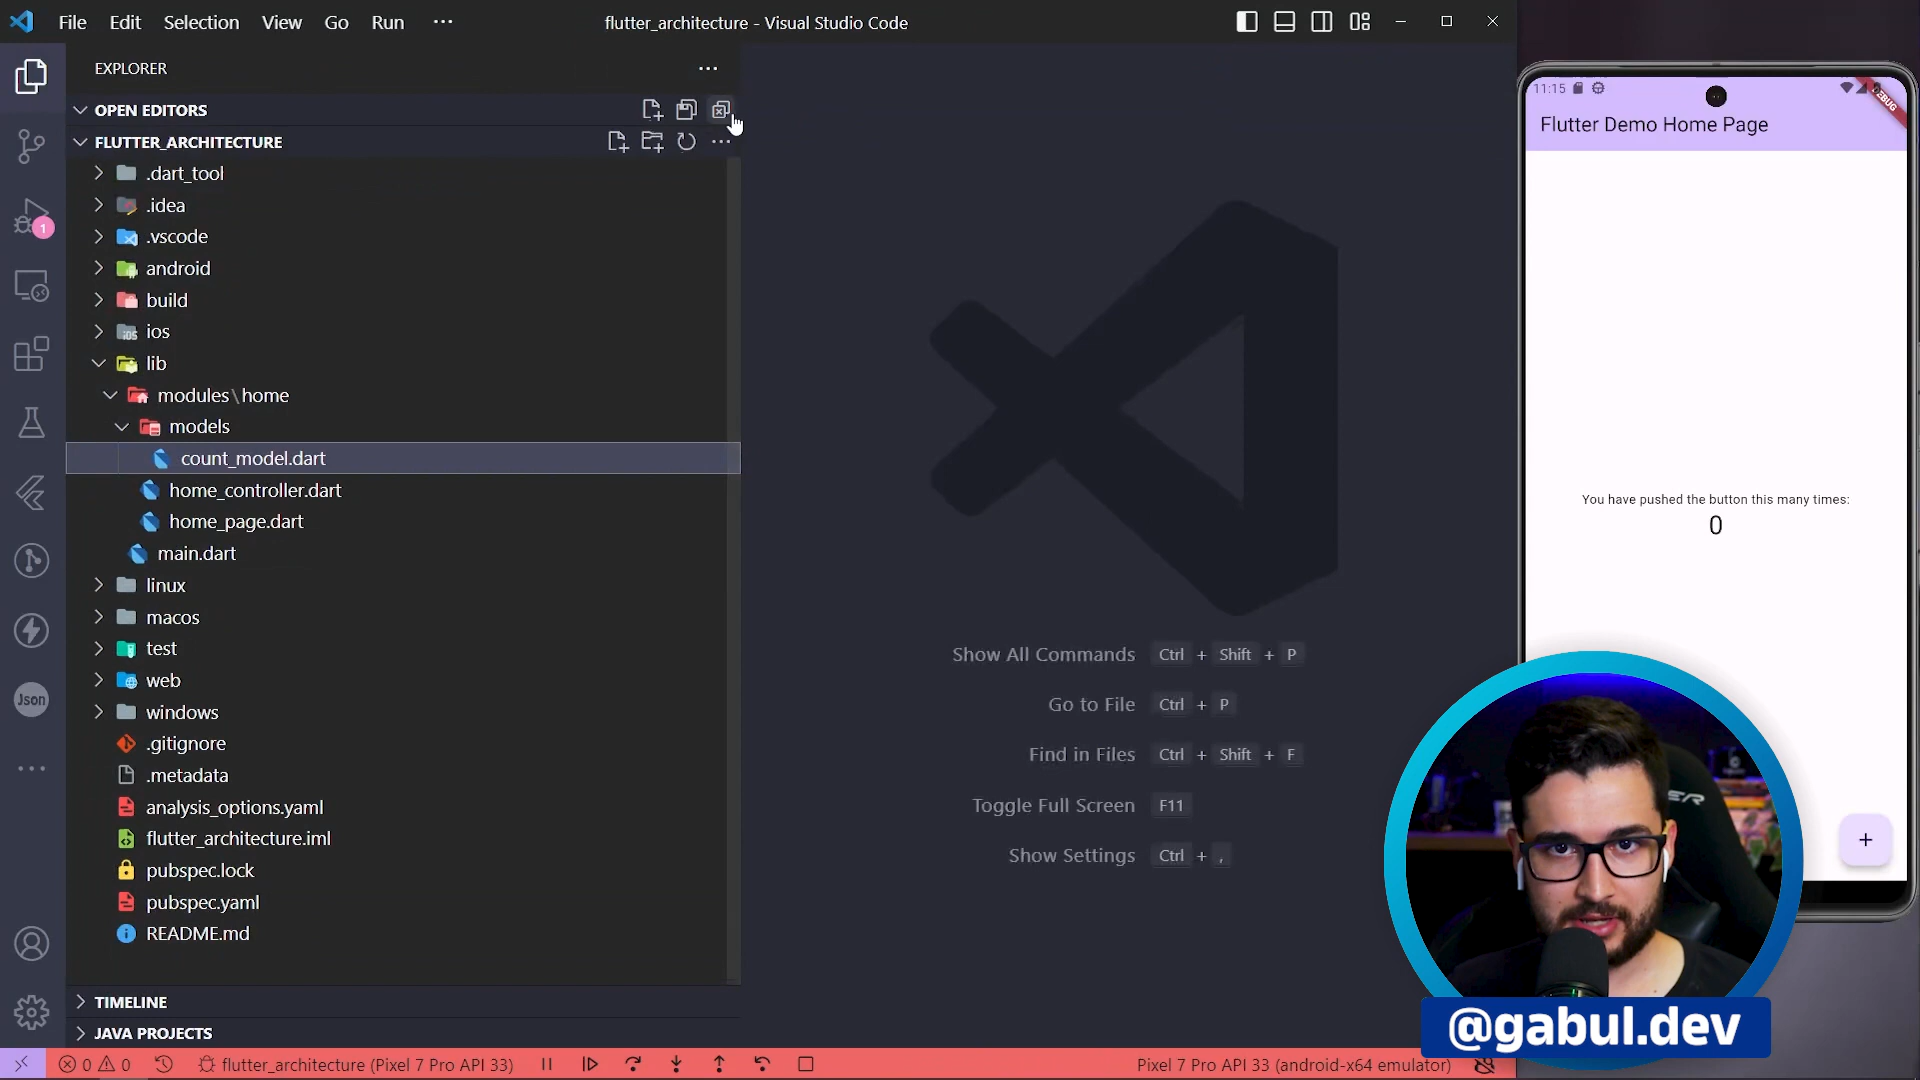 File Edit Selection View Go Run ···
flutter_architecture - Visual Studio Code
EXPLORER
OPEN EDITORS
FLUTTER_ARCHITECTURE
.dart_tool
.idea
.vscode
android
build
ios
lib
modules\home
models
count_model.dart
home_controller.dart
home_page.dart
main.dart
linux
macos
test
web
windows
.gitignore
.metadata
analysis_options.yaml
flutter_architecture.iml
pubspec.lock
pubspec.yaml
README.md
TIMELINE
JAVA PROJECTS
1
Json
Show All Commands Ctrl + Shift + P
Go to File Ctrl + P
Find in Files Ctrl + Shift + F
Toggle Full Screen F11
Show Settings Ctrl + ,
11:15
DEBUG
Flutter Demo Home Page
You have pushed the button this many times:
0
+
@gabul.dev
0 0 flutter_architecture (Pixel 7 Pro API 33)
Pixel 7 Pro API 33 (android-x64 emulator)